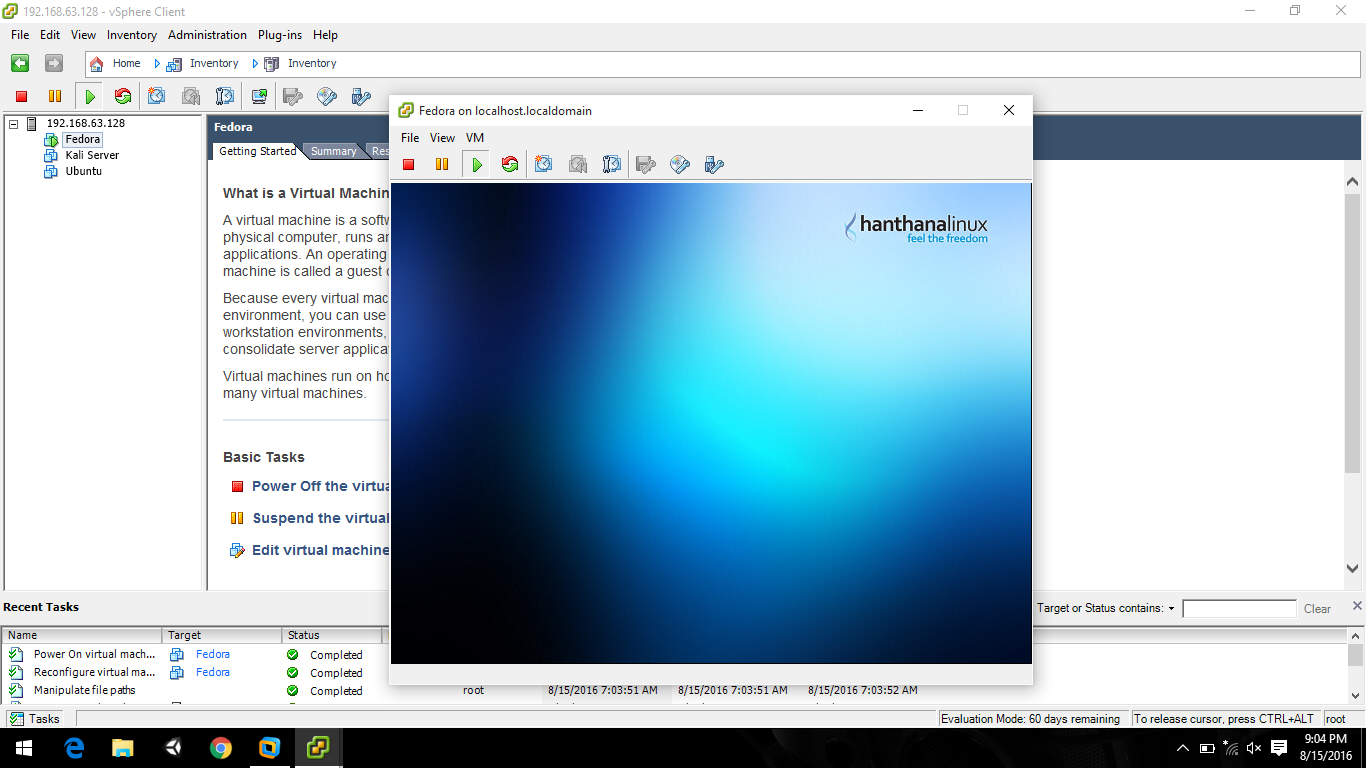 192.168.63.128 - vSphere Client
File Edit View Inventory Administration Plug-ins Help
Home Inventory Inventory
192.168.63.128
Fedora
Kali Server
Ubuntu
Fedora
Getting Started Summary Res
What is a Virtual Machin
A virtual machine is a softw
physical computer, runs an
applications. An operating
machine is called a guest o
Because every virtual mac
environment, you can use
workstation environments,
consolidate server applica
Virtual machines run on ho
many virtual machines.
Basic Tasks
Power Off the virtua
Suspend the virtual
Edit virtual machine
Fedora on localhost.localdomain
File View VM
hanthanalinux
feel the freedom
Recent Tasks
Target or Status contains: Clear
Name Target Status
Power On virtual mach... Fedora Completed
Reconfigure virtual ma... Fedora Completed
Manipulate file paths Completed root 8/15/2016 7:03:51 AM 8/15/2016 7:03:51 AM 8/15/2016 7:03:52 AM
Tasks Evaluation Mode: 60 days remaining To release cursor, press CTRL+ALT root
9:04 PM
8/15/2016